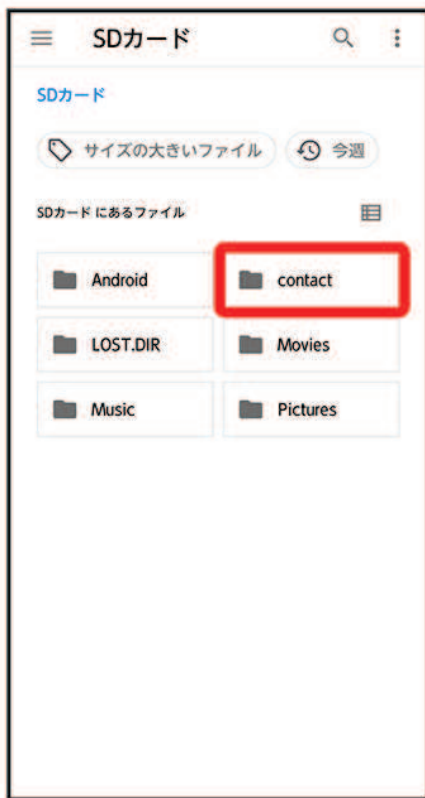 SDカード
SDカード
サイズの大きいファイル 今週
SDカード にあるファイル
Android contact
LOST.DIR Movies
Music Pictures